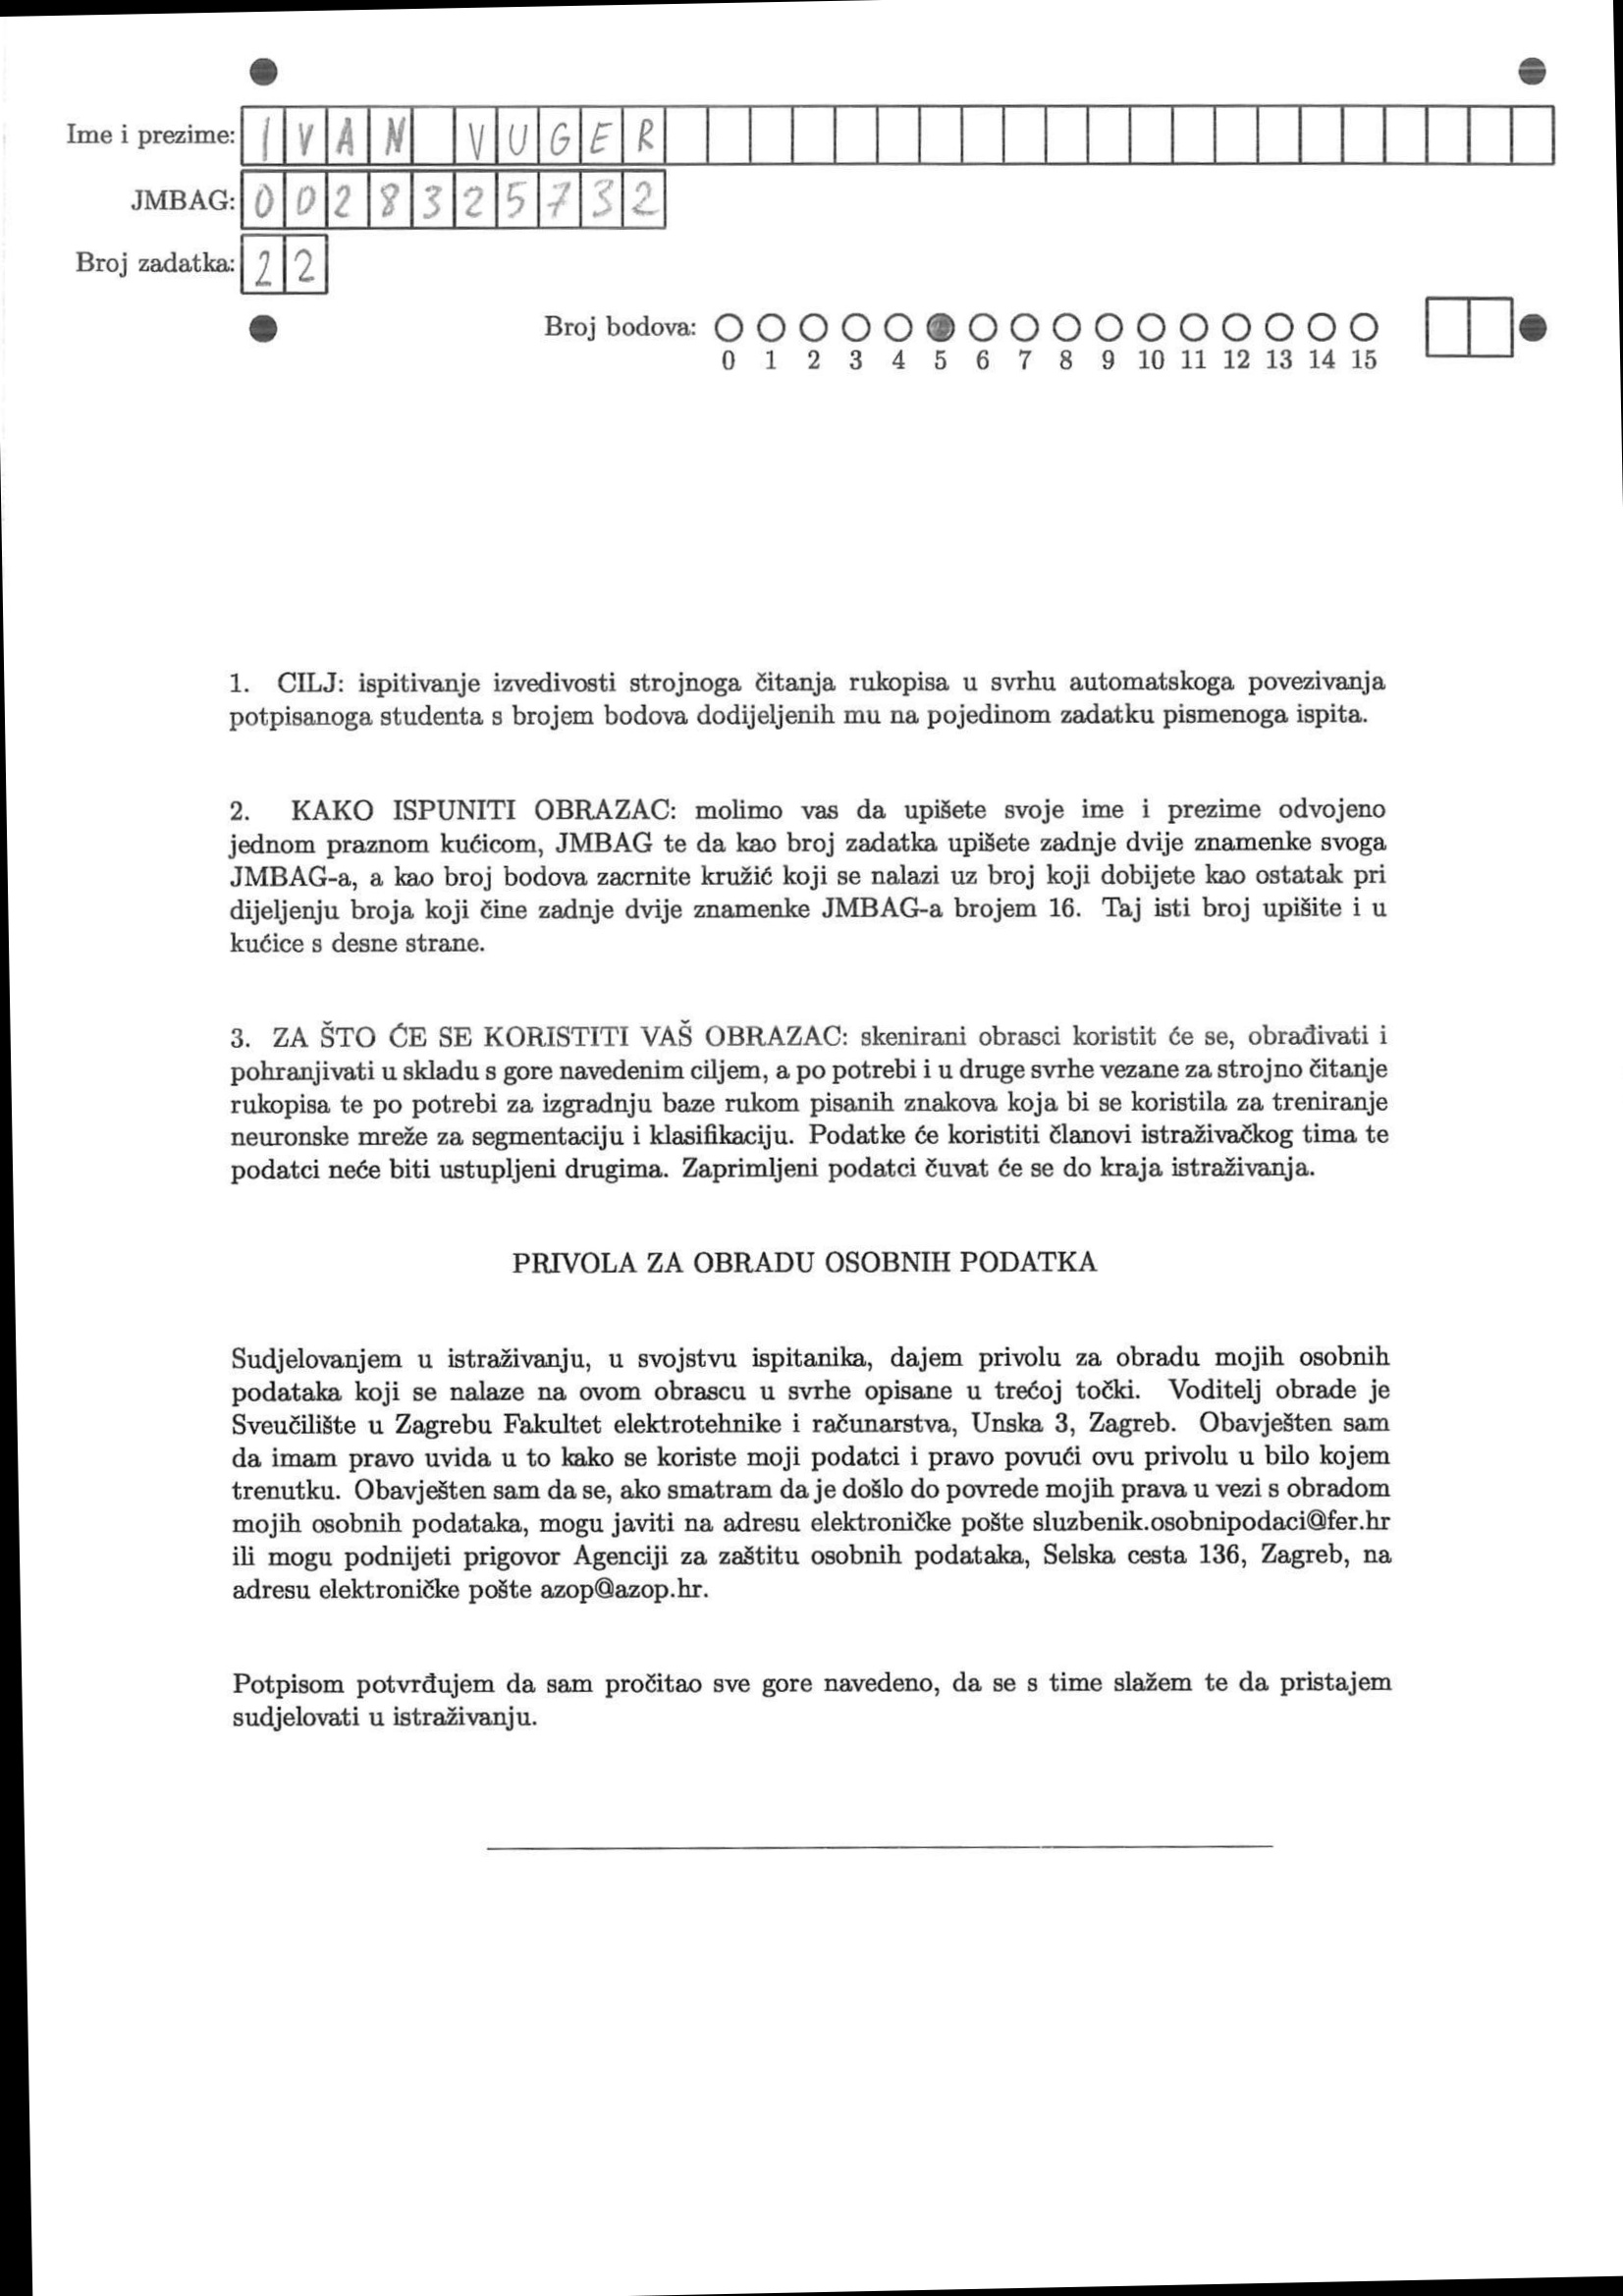 Ime i prezime: IVAN VUGER
JMBAG: 0028325732
Broj zadatka: 22
Broj bodova:
0 1 2 3 4 5 6 7 8 9 10 11 12 13 14 15
1. CILJ: ispitivanje izvedivosti strojnoga čitanja rukopisa u svrhu automatskoga povezivanja
potpisanoga studenta s brojem bodova dodijeljenih mu na pojedinom zadatku pismenoga ispita.
2. KAKO ISPUNITI OBRAZAC: molimo vas da upišete svoje ime i prezime odvojeno
jednom praznom kućicom, JMBAG te da kao broj zadatka upišete zadnje dvije znamenke svoga
JMBAG-a, a kao broj bodova zacrnite kružić koji se nalazi uz broj koji dobijete kao ostatak pri
dijeljenju broja koji čine zadnje dvije znamenke JMBAG-a brojem 16. Taj isti broj upišite i u
kućice s desne strane.
3. ZA ŠTO ĆE SE KORISTITI VAŠ OBRAZAC: skenirani obrasci koristit će se, obrađivati i
pohranjivati u skladu s gore navedenim ciljem, a po potrebi i u druge svrhe vezane za strojno čitanje
rukopisa te po potrebi za izgradnju baze rukom pisanih znakova koja bi se koristila za treniranje
neuronske mreže za segmentaciju i klasifikaciju. Podatke će koristiti članovi istraživačkog tima te
podatci neće biti ustupljeni drugima. Zaprimljeni podatci čuvat će se do kraja istraživanja.
PRIVOLA ZA OBRADU OSOBNIH PODATKA
Sudjelovanjem u istraživanju, u svojstvu ispitanika, dajem privolu za obradu mojih osobnih
podataka koji se nalaze na ovom obrascu u svrhe opisane u trećoj točki. Voditelj obrade je
Sveučilište u Zagrebu Fakultet elektrotehnike i računarstva, Unska 3, Zagreb. Obavješten sam
da imam pravo uvida u to kako se koriste moji podatci i pravo povući ovu privolu u bilo kojem
trenutku. Obavješten sam da se, ako smatram da je došlo do povrede mojih prava u vezi s obradom
mojih osobnih podataka, mogu javiti na adresu elektroničke pošte sluzbenik.osobnipodaci@fer.hr
ili mogu podnijeti prigovor Agenciji za zaštitu osobnih podataka, Selska cesta 136, Zagreb, na
adresu elektroničke pošte azop@azop.hr.
Potpisom potvrđujem da sam pročitao sve gore navedeno, da se s time slažem te da pristajem
sudjelovati u istraživanju.